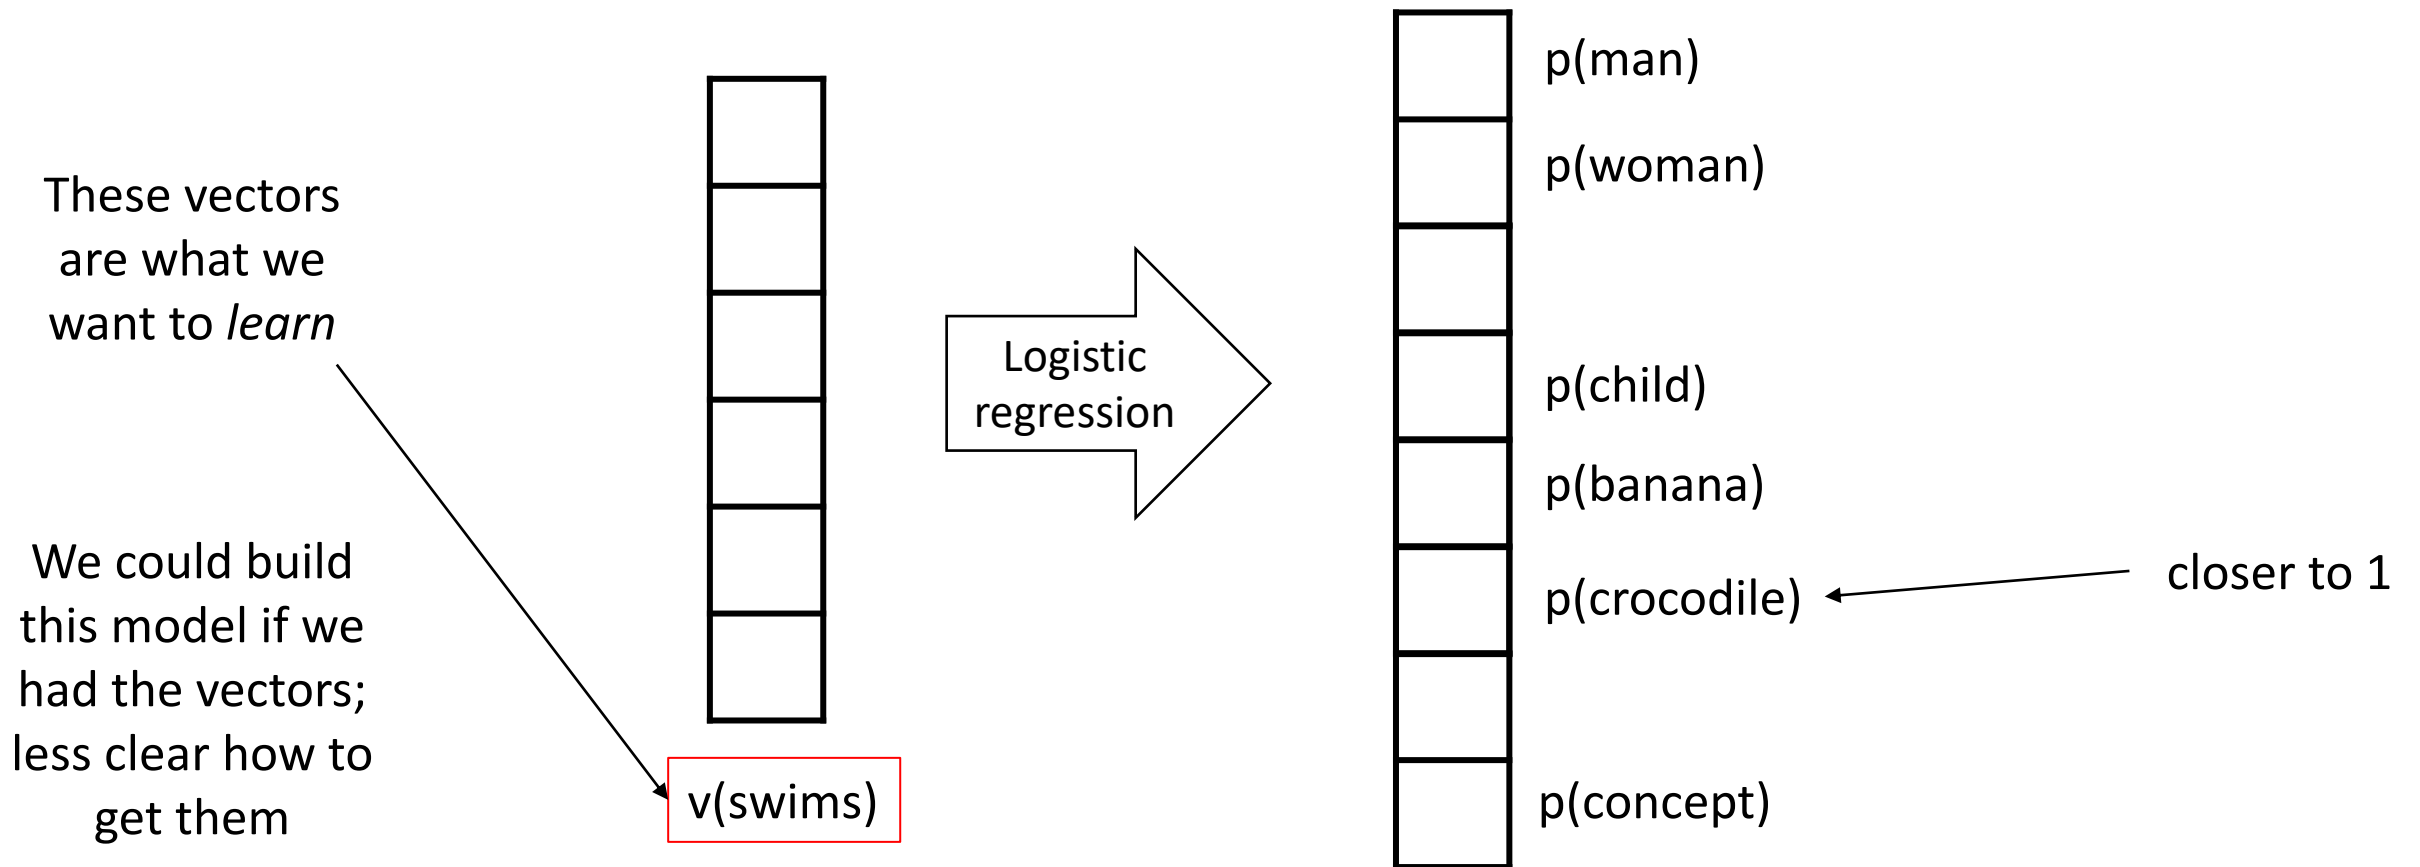 These vectors
are what we
want to learn
We could build
this model if we
had the vectors;
less clear how to
get them
v(swims)
Logistic
regression
p(man)
p(woman)
p(child)
p(banana)
p(crocodile)
p(concept)
closer to 1